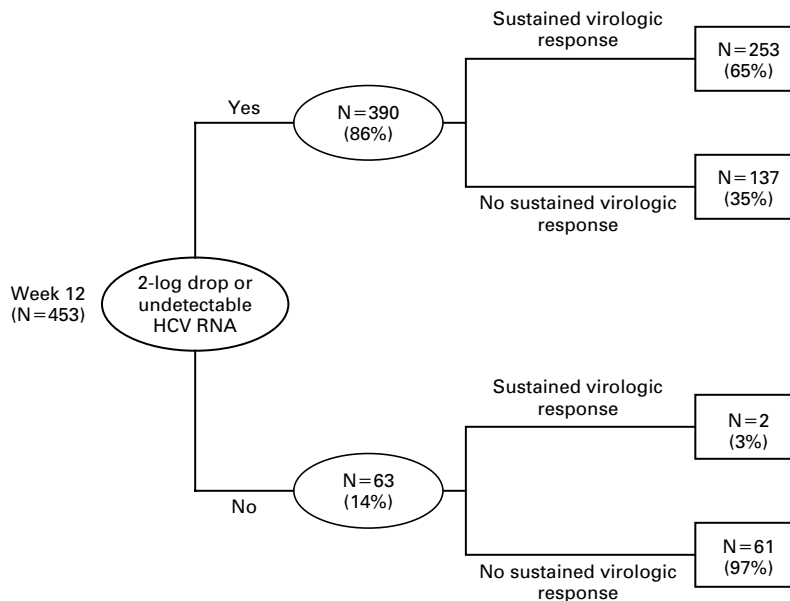 Sustained virologic
response
N=253
(65%)
Yes
N=390
(86%)
No sustained virologic
response
N=137
(35%)
Week 12
(N=453)
2-log drop or
undetectable
HCV RNA
Sustained virologic
response
N=2
(3%)
No
N=63
(14%)
No sustained virologic
response
N=61
(97%)